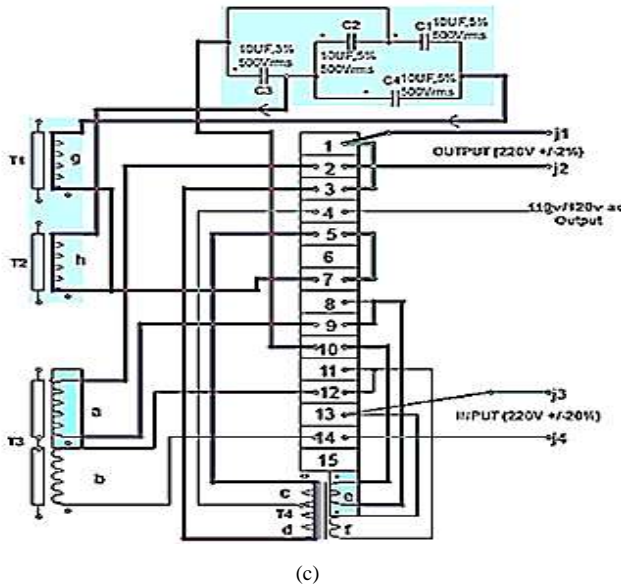 C2
C1
10UF,5%
500Vrms
10UF,5%
500Vrms
10UF,5%
500Vrms
C3
C4
10UF,5%
500Vrms
T1
g
T2
h
T3
a
b
1
2
3
4
5
6
7
8
9
10
11
12
13
14
15
j1
OUTPUT (220V +/-2%)
j2
110v/120v ac
Output
j3
INPUT (220V +/-20%)
j4
c
T4
d
e
f
(c)